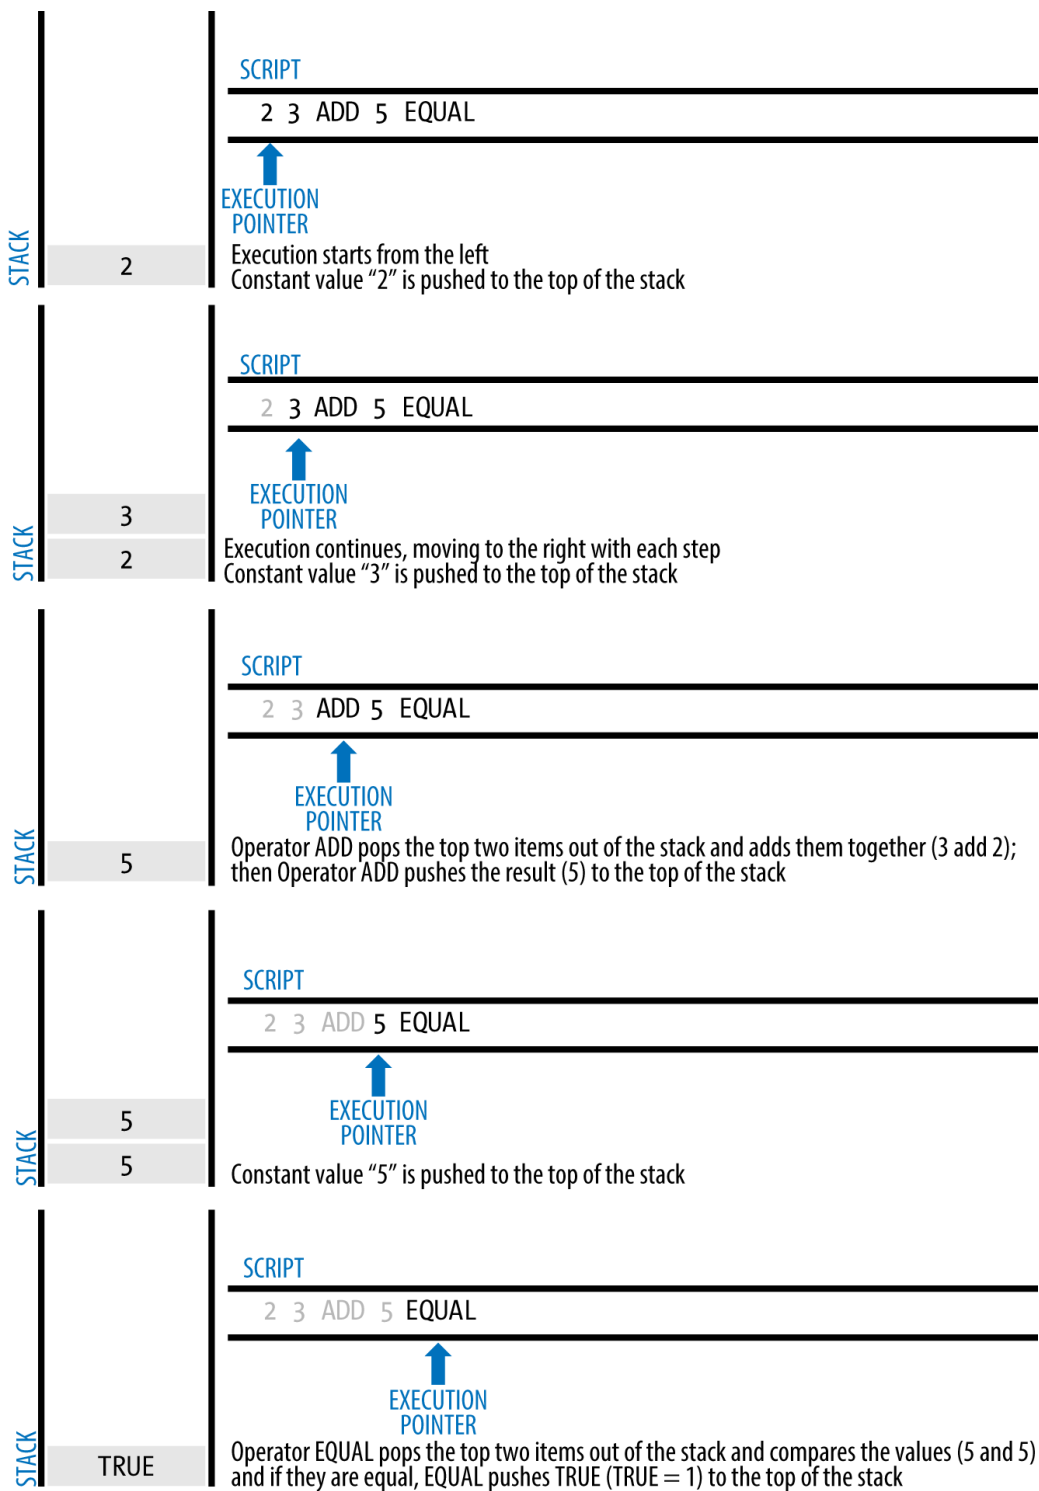 SCRIPT
2 3 ADD 5 EQUAL
EXECUTION
POINTER
STACK
2
Execution starts from the left
Constant value “2” is pushed to the top of the stack
SCRIPT
2 3 ADD 5 EQUAL
EXECUTION
POINTER
STACK
3
2
Execution continues, moving to the right with each step
Constant value “3” is pushed to the top of the stack
SCRIPT
2 3 ADD 5 EQUAL
EXECUTION
POINTER
STACK
5
Operator ADD pops the top two items out of the stack and adds them together (3 add 2);
then Operator ADD pushes the result (5) to the top of the stack
SCRIPT
2 3 ADD 5 EQUAL
EXECUTION
POINTER
STACK
5
5
Constant value “5” is pushed to the top of the stack
SCRIPT
2 3 ADD 5 EQUAL
EXECUTION
POINTER
STACK
TRUE
Operator EQUAL pops the top two items out of the stack and compares the values (5 and 5)
and if they are equal, EQUAL pushes TRUE (TRUE = 1) to the top of the stack